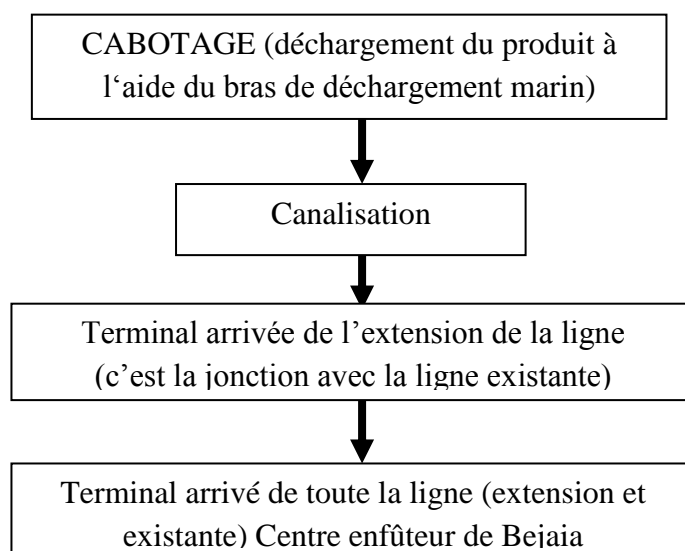 CABOTAGE (déchargement du produit à
l‘aide du bras de déchargement marin)
Canalisation
Terminal arrivée de l’extension de la ligne
(c’est la jonction avec la ligne existante)
Terminal arrivé de toute la ligne (extension et
existante) Centre enfûteur de Bejaia